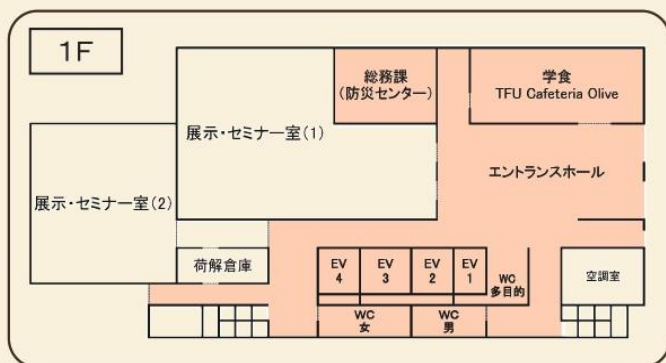 1F
総務課
(防災センター)
学食
TFU Cafeteria Olive
展示・セミナー室(1)
エントランスホール
展示・セミナー室(2)
荷解倉庫
EV
4
EV
3
EV
2
EV
1
WC
多目的
空調室
WC
女
WC
男